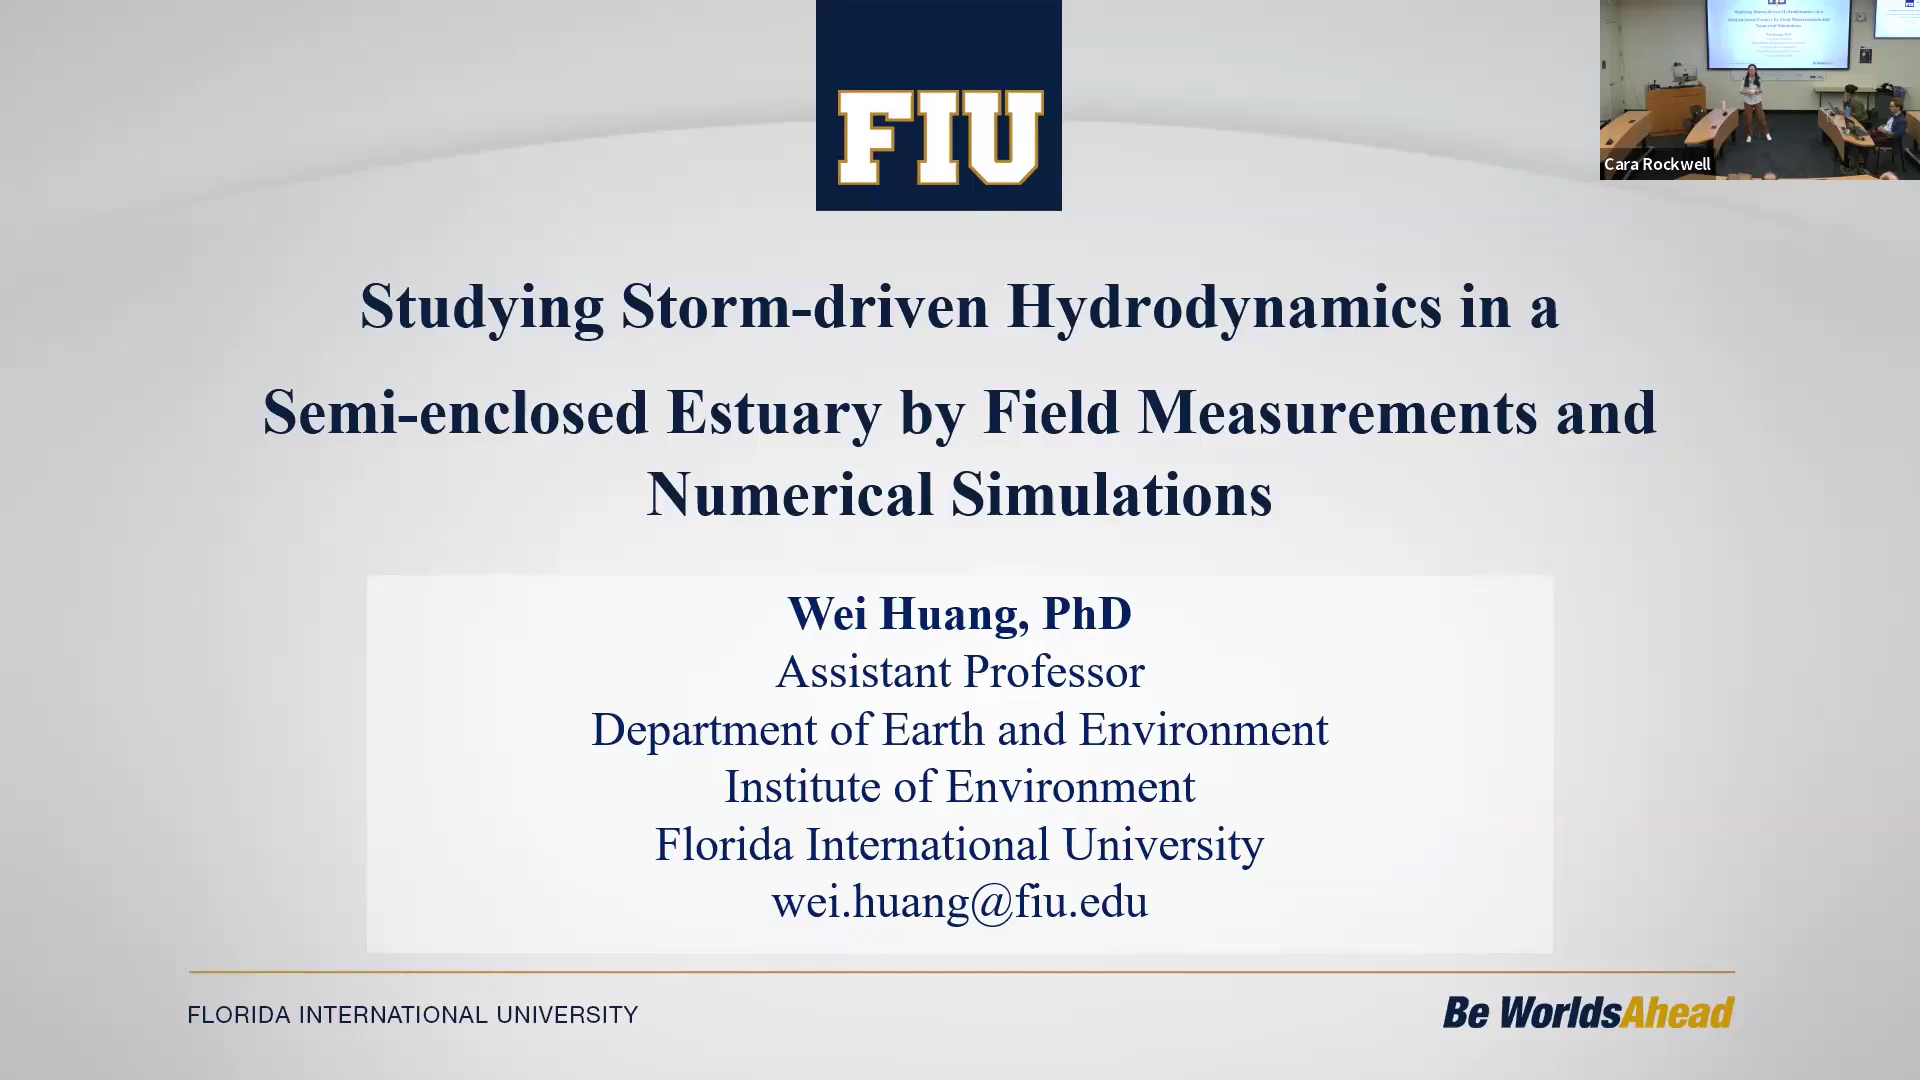 FIU
Cara Rockwell
Studying Storm-driven Hydrodynamics in a
Semi-enclosed Estuary by Field Measurements and
Numerical Simulations
Wei Huang, PhD
Assistant Professor
Department of Earth and Environment
Institute of Environment
Florida International University
wei.huang@fiu.edu
FLORIDA INTERNATIONAL UNIVERSITY
Be WorldsAhead